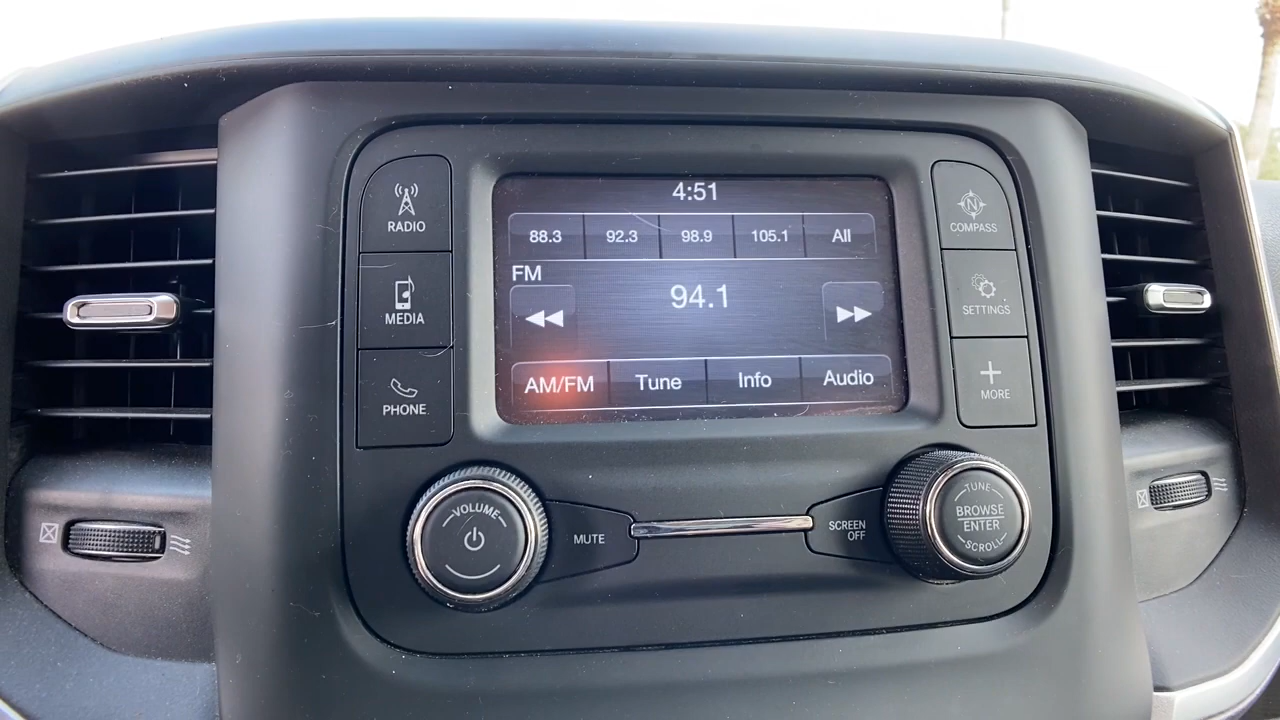 4:51
RADIO
88.3 92.3 98.9 105.1 All
N
COMPASS
FM
94.1
MEDIA
SETTINGS
AM/FM Tune Info Audio
PHONE
MORE
VOLUME
MUTE
SCREEN
OFF
TUNE
BROWSE
ENTER
SCROLL